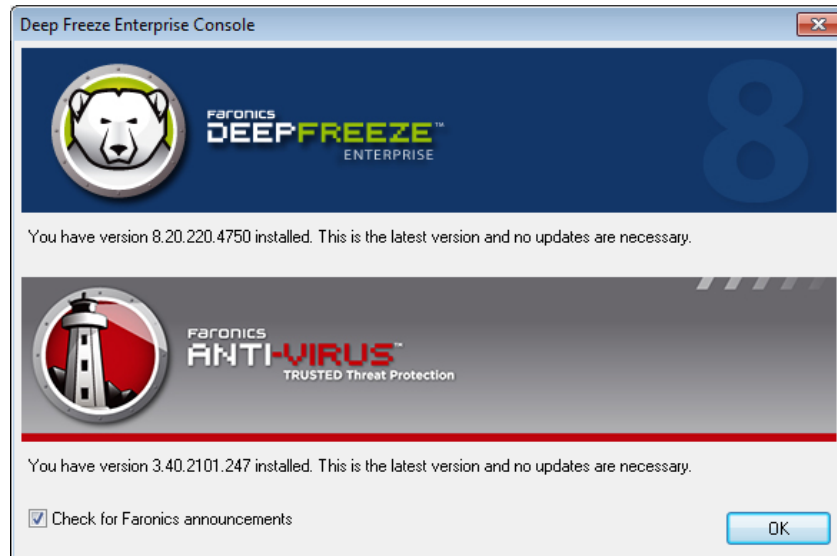 Deep Freeze Enterprise Console
FARONICS
DEEPFREEZE™
ENTERPRISE
8
You have version 8.20.220.4750 installed. This is the latest version and no updates are necessary.
FARONICS
ANTI-VIRUS™
TRUSTED Threat Protection
You have version 3.40.2101.247 installed. This is the latest version and no updates are necessary.
Check for Faronics announcements
OK